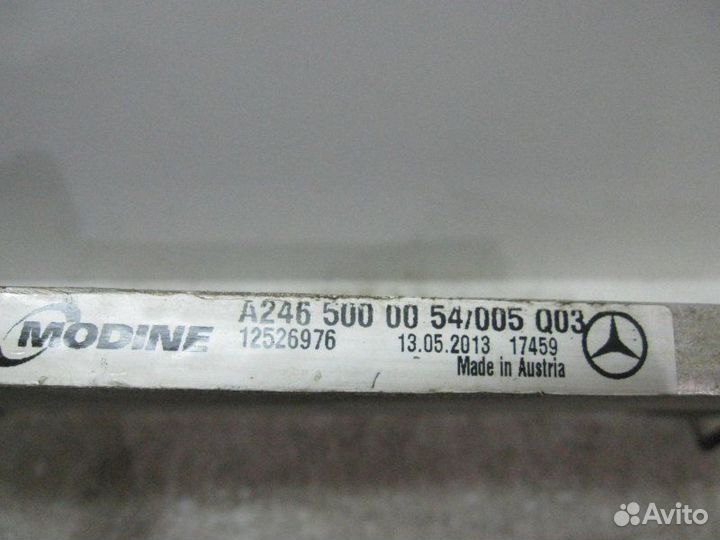 A246 500 00 54/005 Q03
MODINE
12526976 13.05.2013 17459
Made in Austria
Avito